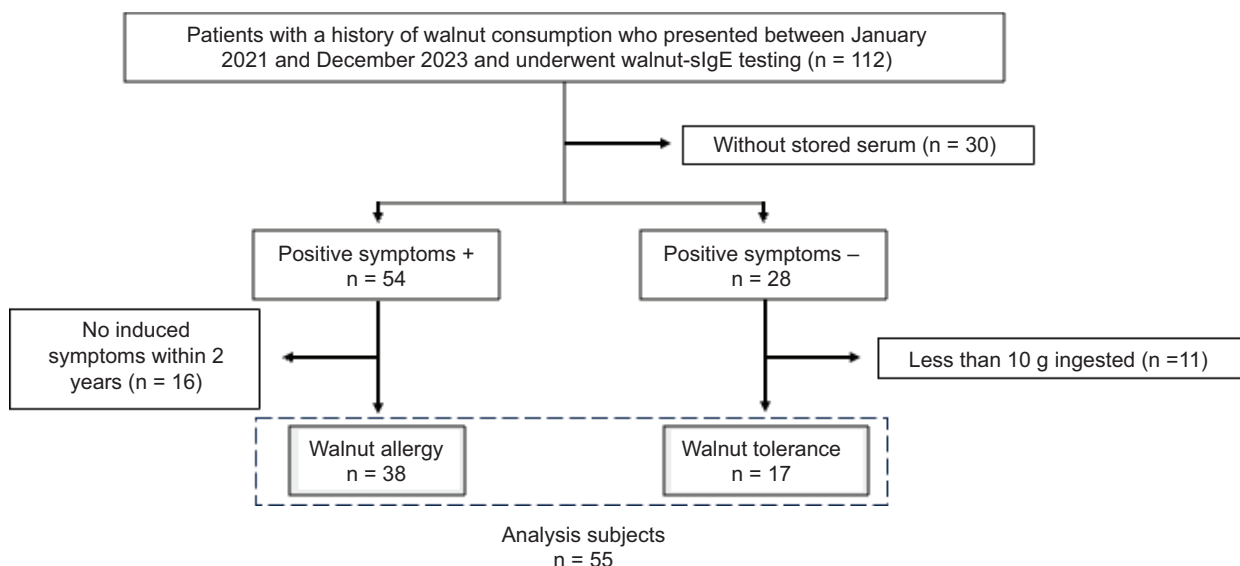 Patients with a history of walnut consumption who presented between January
2021 and December 2023 and underwent walnut-sIgE testing (n = 112)
Without stored serum (n = 30)
Positive symptoms +
n = 54
Positive symptoms –
n = 28
No induced
symptoms within 2
years (n = 16)
Less than 10 g ingested (n =11)
Walnut allergy
n = 38
Walnut tolerance
n = 17
Analysis subjects
n = 55